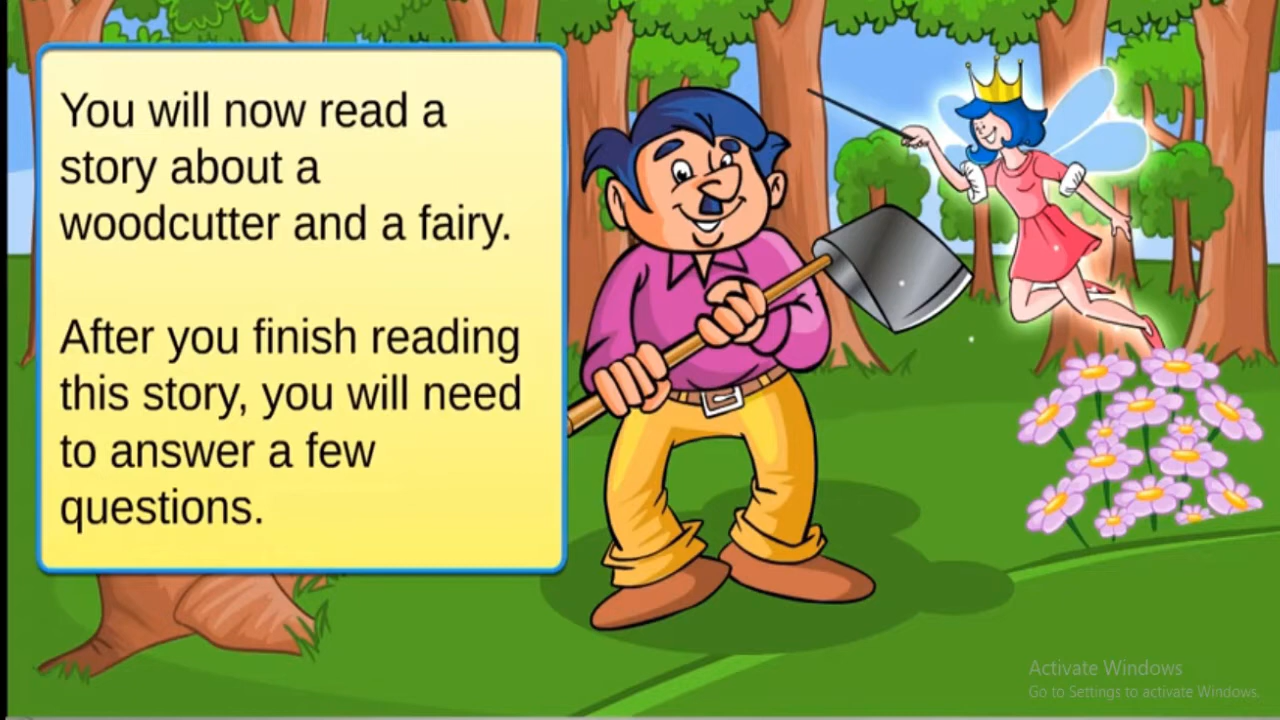 You will now read a
story about a
woodcutter and a fairy.
After you finish reading
this story, you will need
to answer a few
questions.
Activate Windows
Go to Settings to activate Windows.